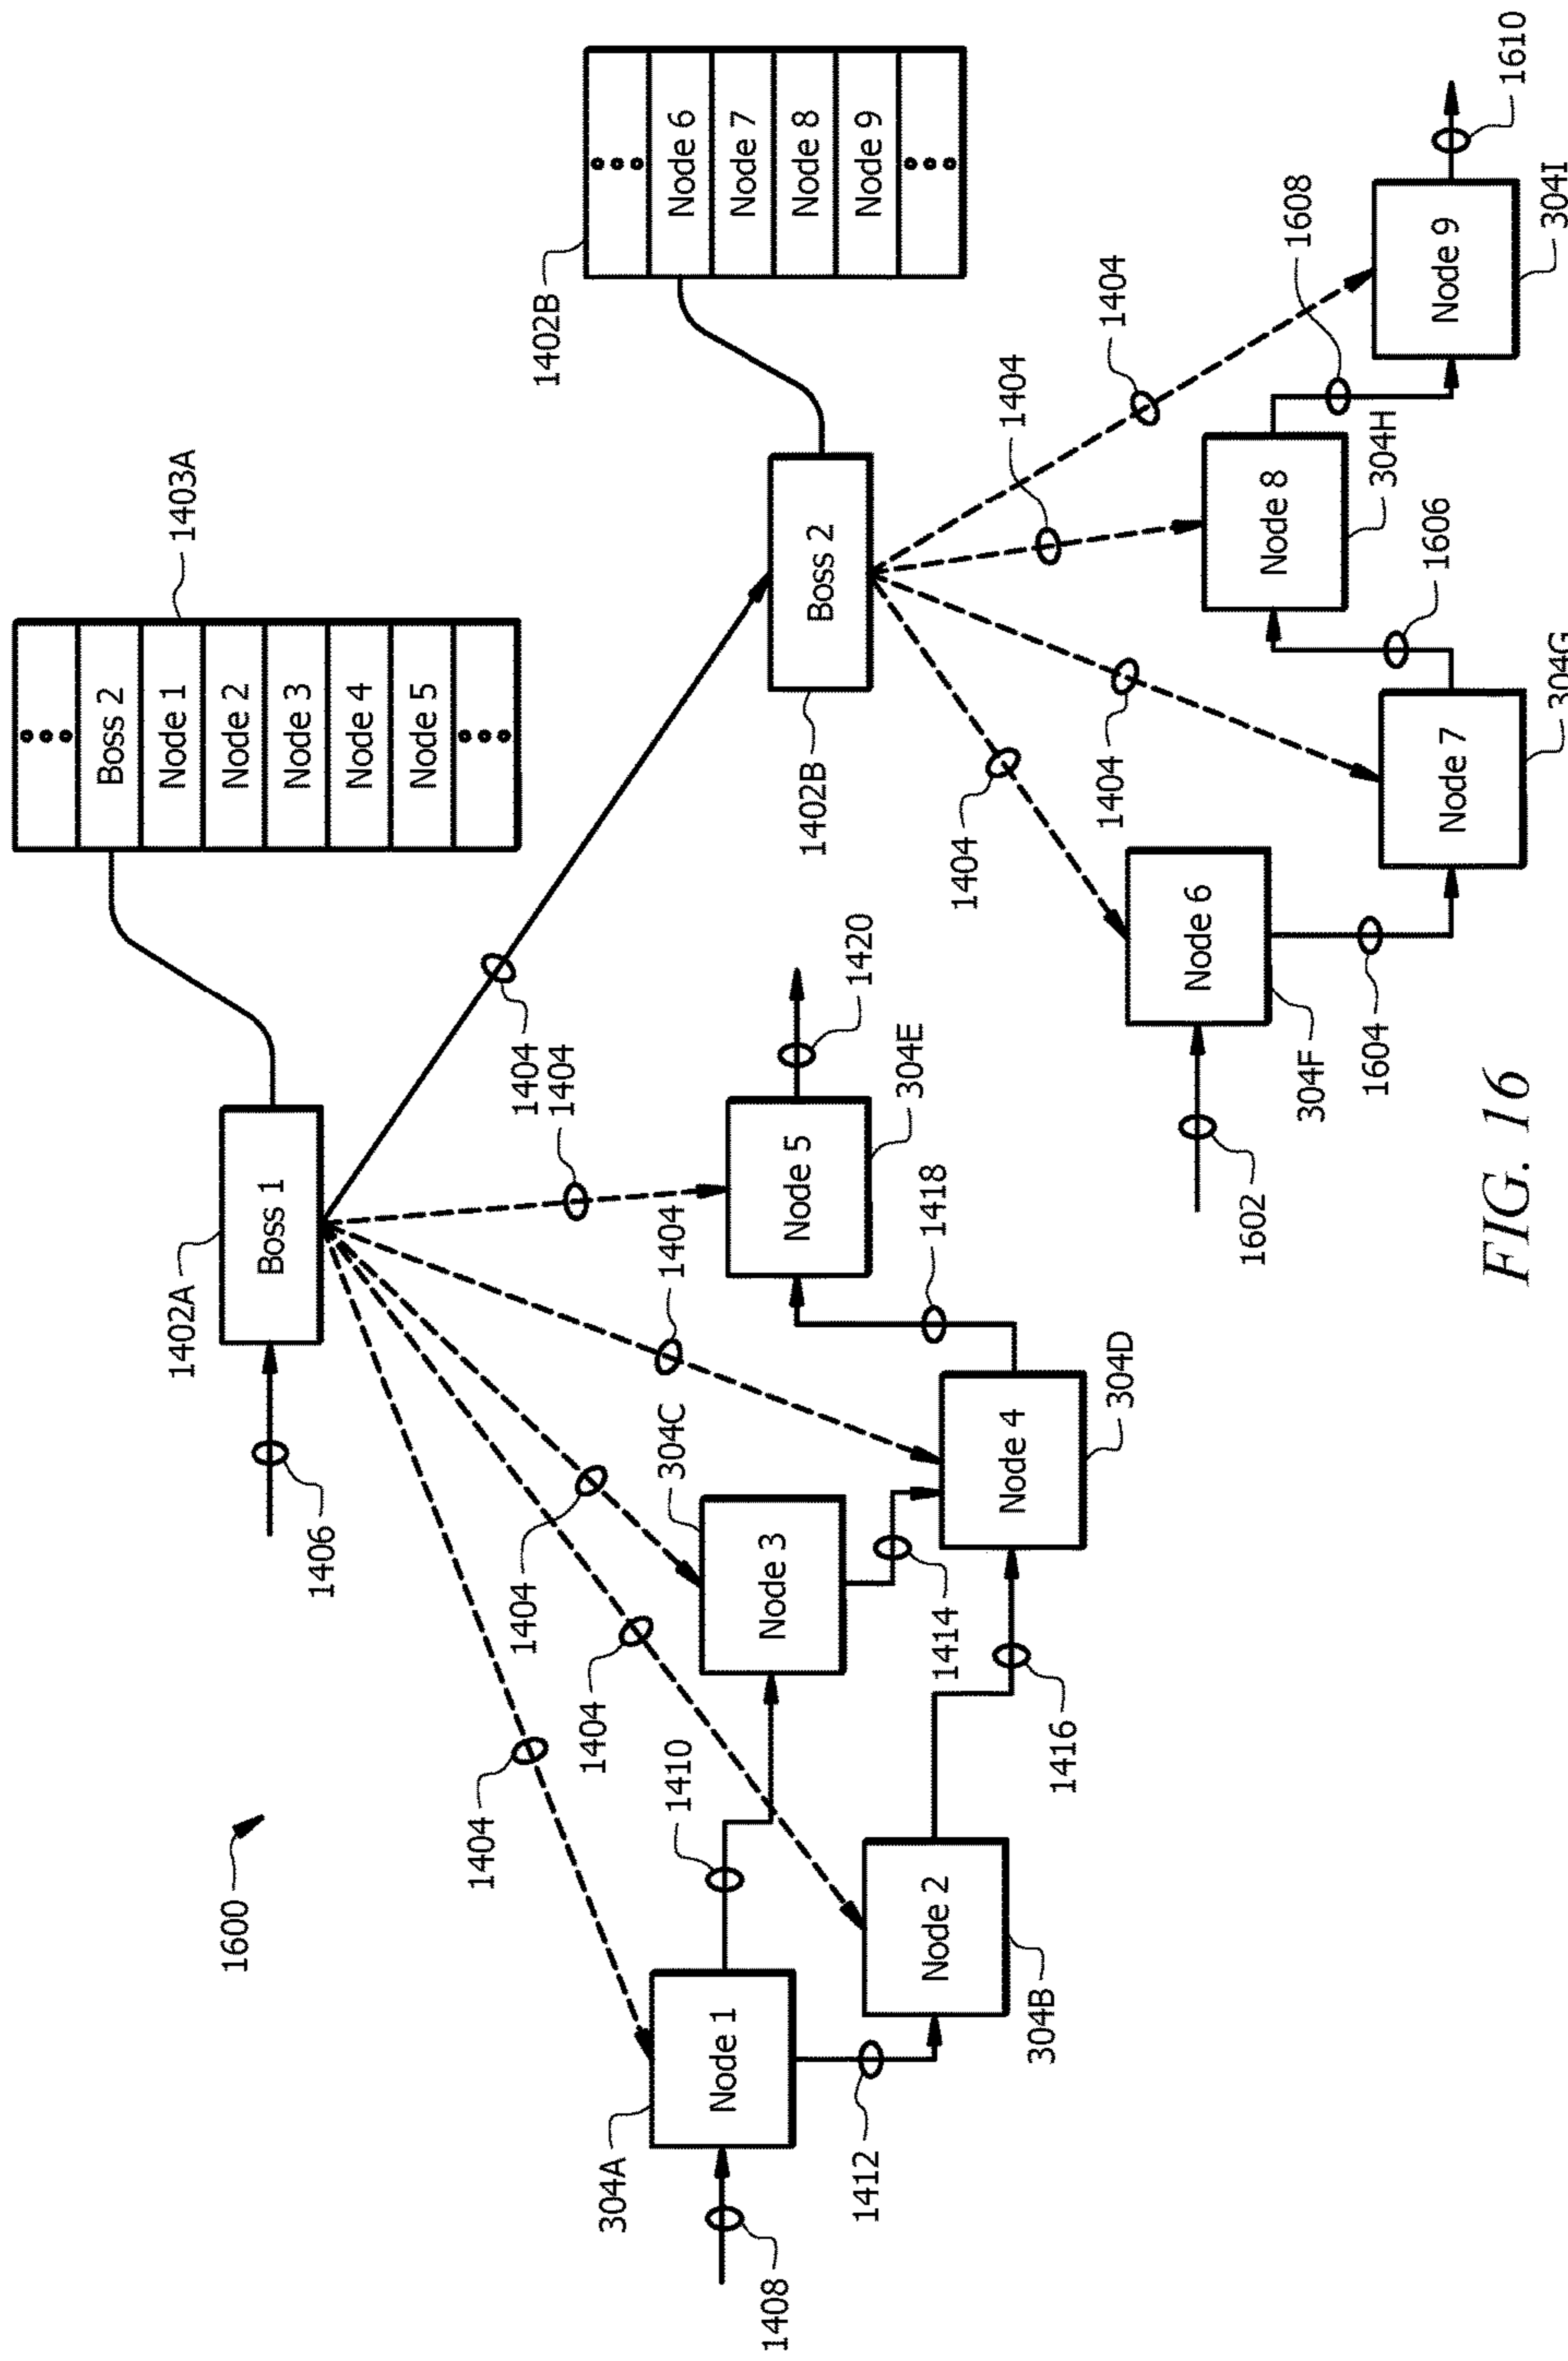 1600
1406
1402A
Boss 1
1403A
•••
Boss 2
Node 1
Node 2
Node 3
Node 4
Node 5
•••
1404
1404
1404
1404
1404
1404
1408
304A
Node 1
1410
1412
304B
Node 2
304C
Node 3
1414
1416
304D
Node 4
1418
304E
Node 5
1420
1402B
Boss 2
1402B
•••
Node 6
Node 7
Node 8
Node 9
•••
1404
1404
1404
1404
1602
304F
Node 6
1604
304G
Node 7
1606
304H
Node 8
1608
304I
Node 9
1610
FIG. 16